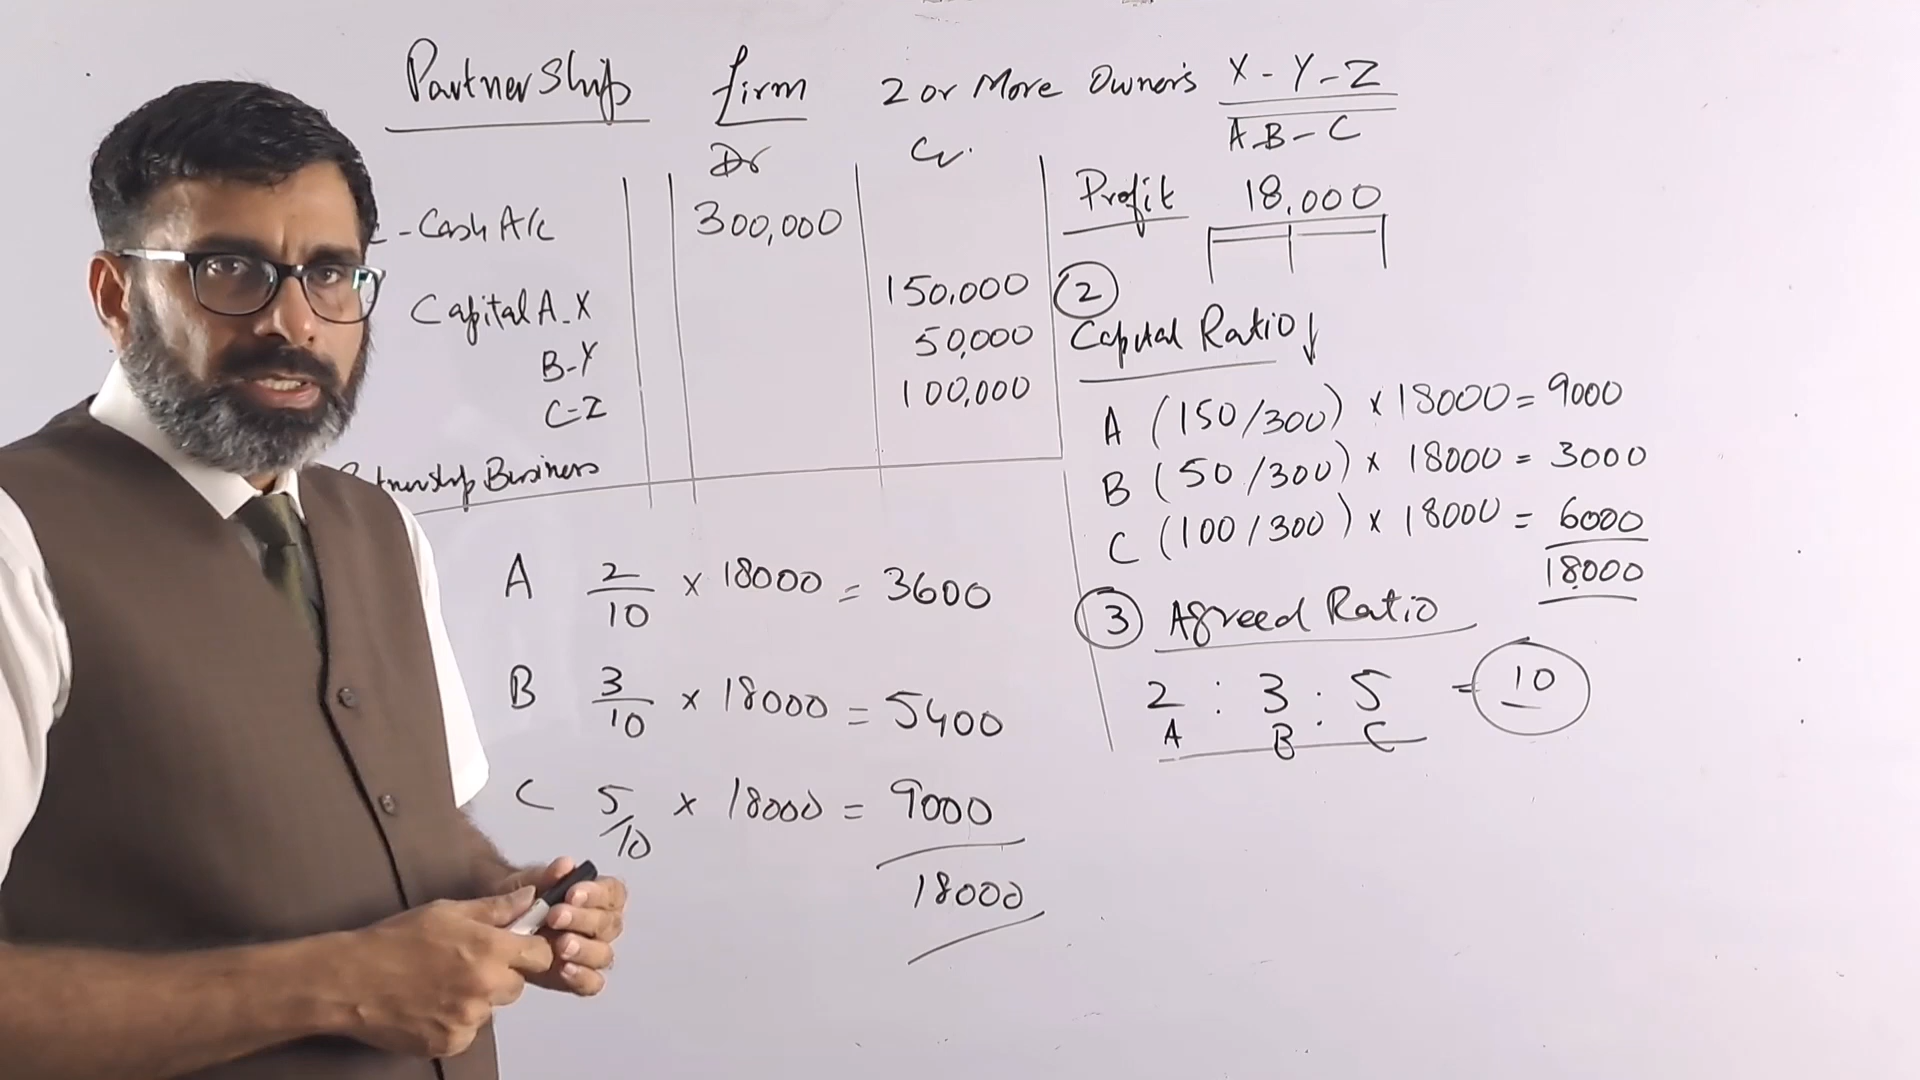 Partnership firm 2 or More Owner's X - Y - Z
A - B - C
Dr Cr.
- Cash A/c 300,000
Capital A - X 150,000
B - Y 50,000
C = Z 100,000
Business
Profit 18,000
2
Capital Ratio ↓
A (150/300) × 18000 = 9000
B (50/300) × 18000 = 3000
C (100/300) × 18000 = 6000
18000
3 Agreed Ratio
2 : 3 : 5 = 10
A B C
A 2/10 × 18000 = 3600
B 3/10 × 18000 = 5400
C 5/10 × 18000 = 9000
18000